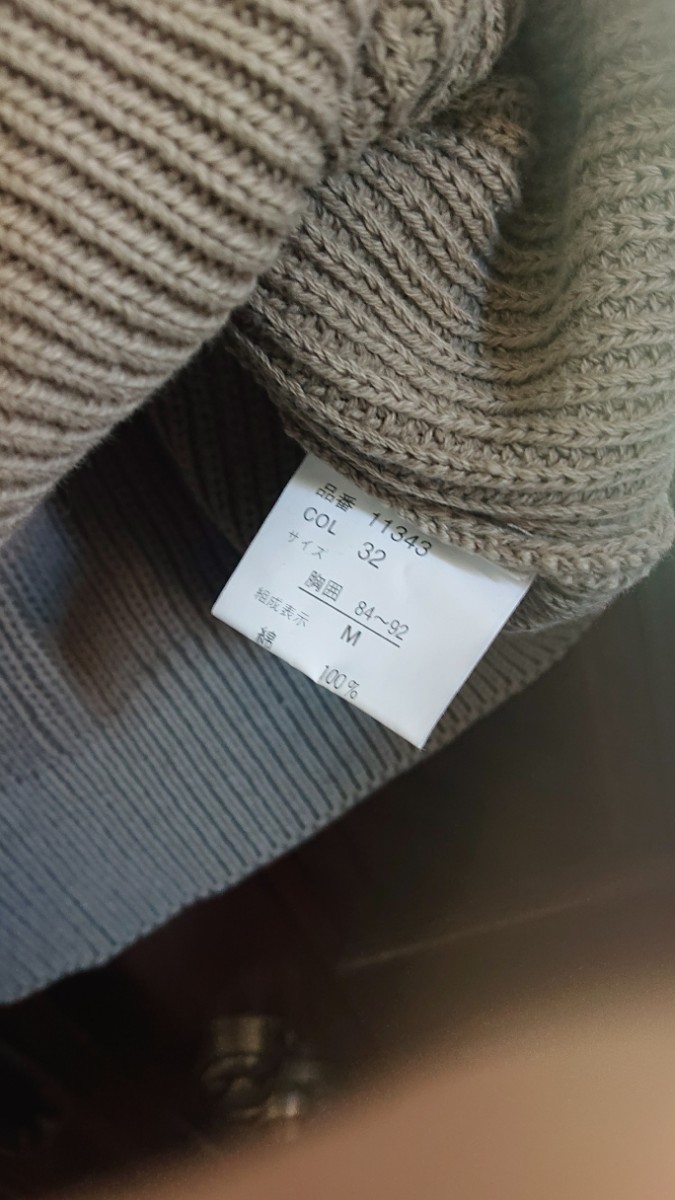 品番 11343
COL 32
サイズ
胸囲 84〜92
M
組成表示
綿 100%